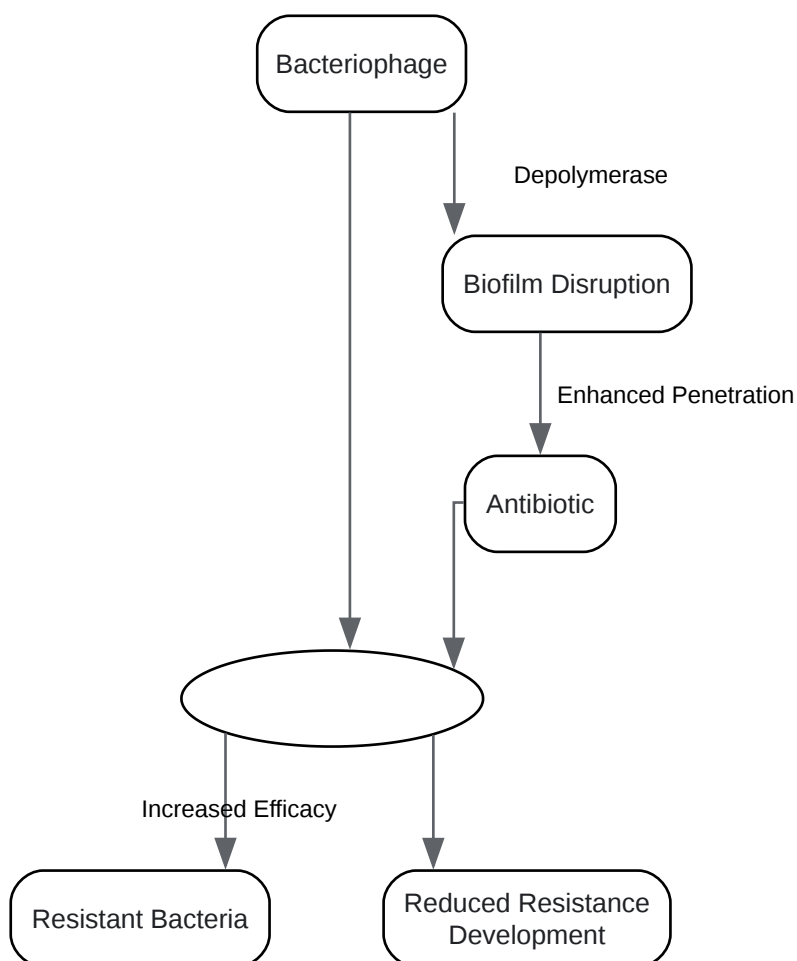 Bacteriophage
Depolymerase
Biofilm Disruption
Enhanced Penetration
Antibiotic
Increased Efficacy
Resistant Bacteria
Reduced Resistance
Development